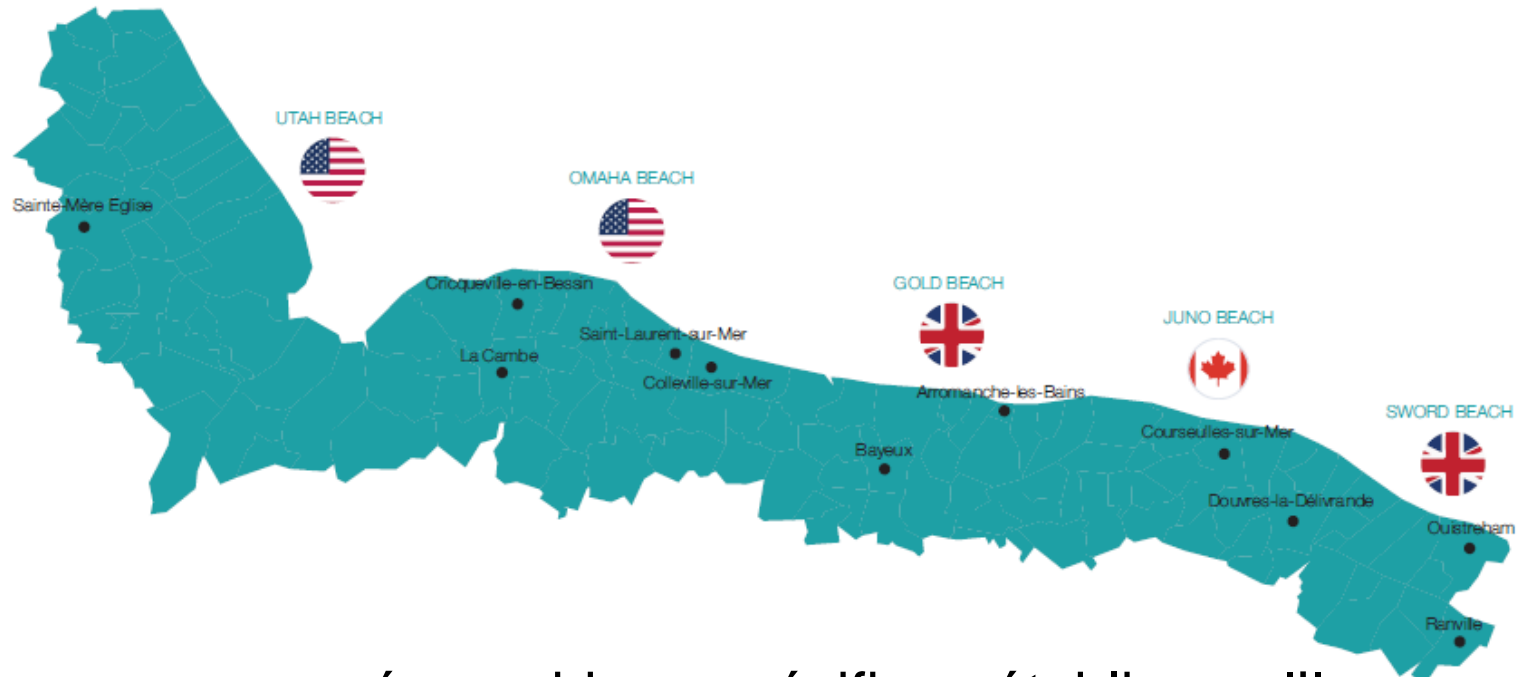 UTAH BEACH
OMAHA BEACH
Sainte-Mère Eglise
GOLD BEACH
Cricqueville-en-Bessin
JUNO BEACH
Saint-Laurent-sur-Mer
La Cambe
Colleville-sur-Mer
Arromanche-les-Bains
SWORD BEACH
Courseulles-sur-Mer
Bayeux
Douvres-la-Délivrande
Ouistreham
Ranville